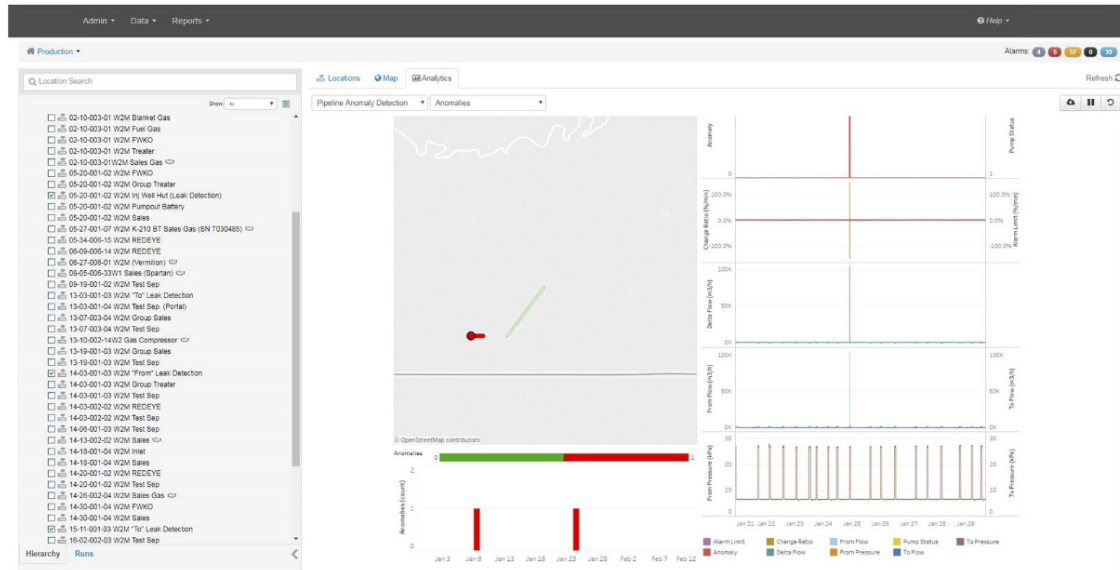 Admin Data Reports Help
Production Alarms: 4 5 57 0 39
Location Search
Locations Map Analytics Refresh
Show:
Pipeline Anomaly Detection Anomalies
02-10-003-01 W2M Blanket Gas
02-10-003-01 W2M Fuel Gas
02-10-003-01 W2M FWKO
02-10-003-01 W2M Treater
02-10-003-01W2M Sales Gas
05-20-001-02 W2M FWKO
05-20-001-02 W2M Group Treater
05-20-001-02 W2M Inj Well Hut (Leak Detection)
05-20-001-02 W2M Pumpout Battery
05-20-001-02 W2M Sales
05-27-001-07 W2M K-210 BT Sales Gas (SN T030485)
05-34-006-15 W2M REDEYE
06-09-006-14 W2M REDEYE
06-27-006-01 W2M (Vermilion)
08-05-006-33W1 Sales (Spartan)
09-19-001-02 W2M Test Sep
13-03-001-03 W2M "To" Leak Detection
13-03-001-04 W2M Test Sep. (Portal)
13-07-003-04 W2M Group Sales
13-07-003-04 W2M Test Sep
13-10-002-14W2 Gas Compressor
13-19-001-03 W2M Group Sales
13-19-001-03 W2M Test Sep
14-03-001-03 W2M "From" Leak Detection
14-03-001-03 W2M Group Treater
14-03-001-03 W2M Test Sep
14-03-002-02 W2M REDEYE
14-03-002-02 W2M Test Sep
14-06-001-03 W2M Test Sep
14-13-002-02 W2M Sales
14-18-001-04 W2M Inlet
14-18-001-04 W2M Sales
14-20-001-02 W2M REDEYE
14-20-001-02 W2M Test Sep
14-26-002-04 W2M Sales Gas
14-30-001-04 W2M FWKO
14-30-001-04 W2M Sales
15-11-001-03 W2M "To" Leak Detection
16-02-002-03 W2M Test Sep
Hierarchy Runs
© OpenStreetMap contributors
Anomalies 0 1
Anomalies (count)
2
1
0
Jan 3 Jan 8 Jan 13 Jan 18 Jan 23 Jan 28 Feb 2 Feb 7 Feb 12
Anomaly
0
Pump Status
1
Change Ratio (%/min)
100.0%
0.0%
-100.0%
Alarm Limit (%/min)
100.0%
0.0%
-100.0%
Delta Flow (m3/h)
100K
50K
0K
From Flow (m3/h)
100K
50K
0K
To Flow (m3/h)
100K
50K
0K
From Pressure (kPa)
30
20
10
0
To Pressure (kPa)
30
20
10
0
Jan 21 Jan 22 Jan 23 Jan 24 Jan 25 Jan 26 Jan 27 Jan 28 Jan 29
Alarm Limit Change Ratio From Flow Pump Status To Pressure
Anomaly Delta Flow From Pressure To Flow